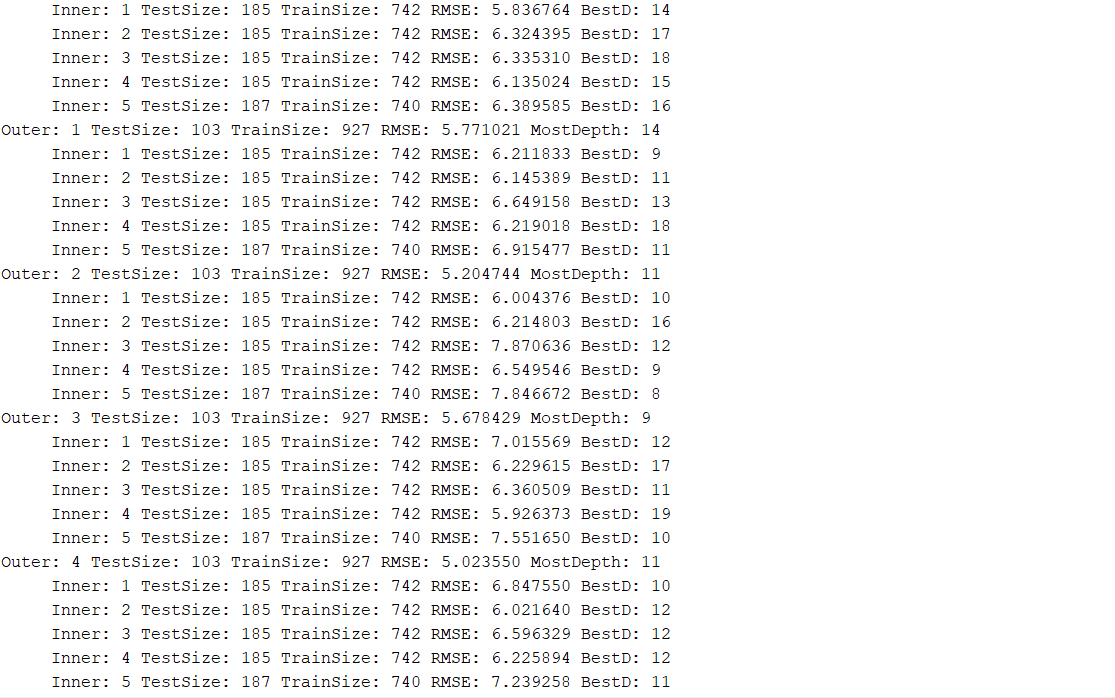 Inner: 1 TestSize: 185 TrainSize: 742 RMSE: 5.836764 BestD: 14
Inner: 2 TestSize: 185 TrainSize: 742 RMSE: 6.324395 BestD: 17
Inner: 3 TestSize: 185 TrainSize: 742 RMSE: 6.335310 BestD: 18
Inner: 4 TestSize: 185 TrainSize: 742 RMSE: 6.135024 BestD: 15
Inner: 5 TestSize: 187 TrainSize: 740 RMSE: 6.389585 BestD: 16
Outer: 1 TestSize: 103 TrainSize: 927 RMSE: 5.771021 MostDepth: 14
Inner: 1 TestSize: 185 TrainSize: 742 RMSE: 6.211833 BestD: 9
Inner: 2 TestSize: 185 TrainSize: 742 RMSE: 6.145389 BestD: 11
Inner: 3 TestSize: 185 TrainSize: 742 RMSE: 6.649158 BestD: 13
Inner: 4 TestSize: 185 TrainSize: 742 RMSE: 6.219018 BestD: 18
Inner: 5 TestSize: 187 TrainSize: 740 RMSE: 6.915477 BestD: 11
Outer: 2 TestSize: 103 TrainSize: 927 RMSE: 5.204744 MostDepth: 11
Inner: 1 TestSize: 185 TrainSize: 742 RMSE: 6.004376 BestD: 10
Inner: 2 TestSize: 185 TrainSize: 742 RMSE: 6.214803 BestD: 16
Inner: 3 TestSize: 185 TrainSize: 742 RMSE: 7.870636 BestD: 12
Inner: 4 TestSize: 185 TrainSize: 742 RMSE: 6.549546 BestD: 9
Inner: 5 TestSize: 187 TrainSize: 740 RMSE: 7.846672 BestD: 8
Outer: 3 TestSize: 103 TrainSize: 927 RMSE: 5.678429 MostDepth: 9
Inner: 1 TestSize: 185 TrainSize: 742 RMSE: 7.015569 BestD: 12
Inner: 2 TestSize: 185 TrainSize: 742 RMSE: 6.229615 BestD: 17
Inner: 3 TestSize: 185 TrainSize: 742 RMSE: 6.360509 BestD: 11
Inner: 4 TestSize: 185 TrainSize: 742 RMSE: 5.926373 BestD: 19
Inner: 5 TestSize: 187 TrainSize: 740 RMSE: 7.551650 BestD: 10
Outer: 4 TestSize: 103 TrainSize: 927 RMSE: 5.023550 MostDepth: 11
Inner: 1 TestSize: 185 TrainSize: 742 RMSE: 6.847550 BestD: 10
Inner: 2 TestSize: 185 TrainSize: 742 RMSE: 6.021640 BestD: 12
Inner: 3 TestSize: 185 TrainSize: 742 RMSE: 6.596329 BestD: 12
Inner: 4 TestSize: 185 TrainSize: 742 RMSE: 6.225894 BestD: 12
Inner: 5 TestSize: 187 TrainSize: 740 RMSE: 7.239258 BestD: 11